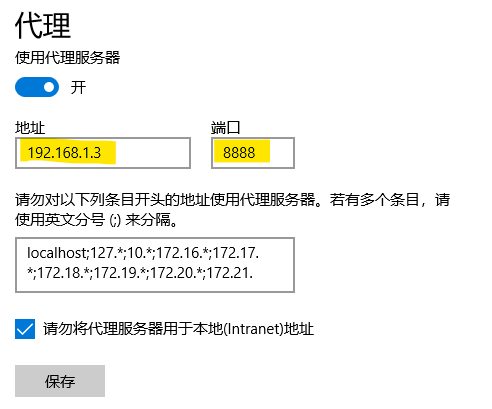 代理
使用代理服务器
开
地址
端口
192.168.1.3
8888
请勿对以下列条目开头的地址使用代理服务器。若有多个条目，请
使用英文分号 (;) 来分隔。
localhost;127.*;10.*;172.16.*;172.17.
*;172.18.*;172.19.*;172.20.*;172.21.
请勿将代理服务器用于本地(Intranet)地址
保存